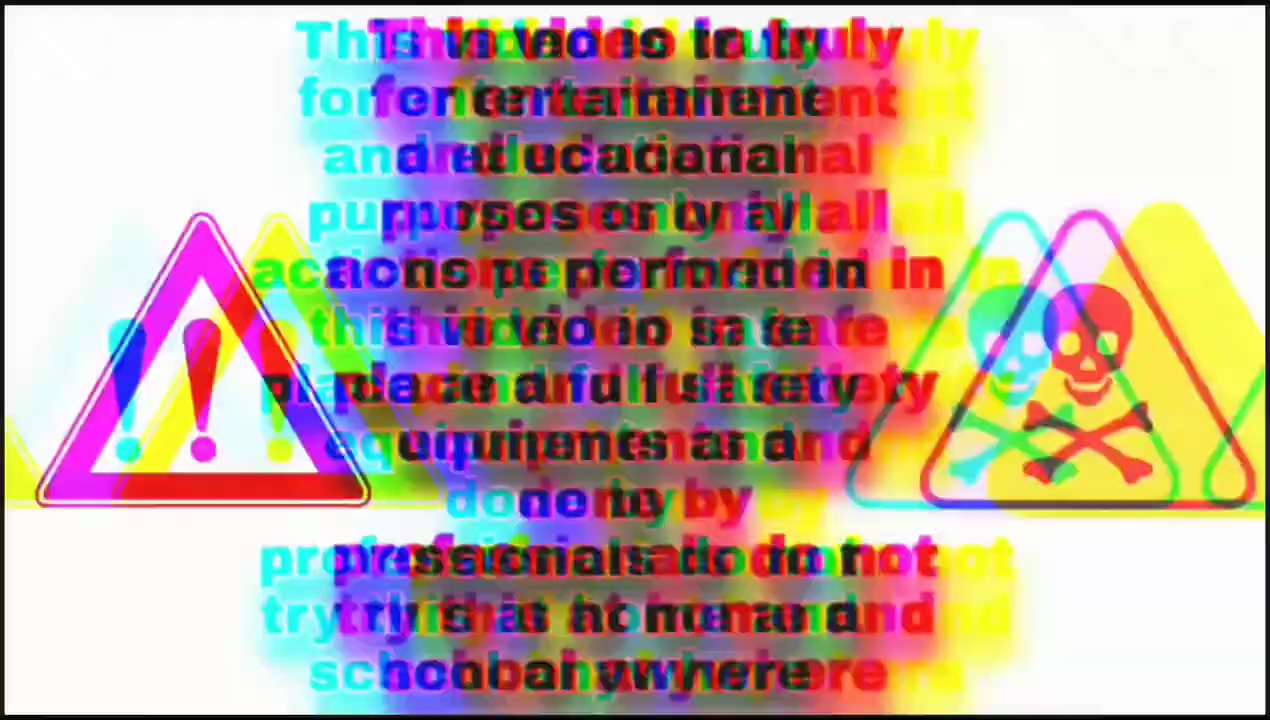 This video is truly
for entertainment
and educational
purposes only all
actions performed in
this video in safe
place and full safety
equipments and
done by
professionals do not
try this at home and
school anywhere